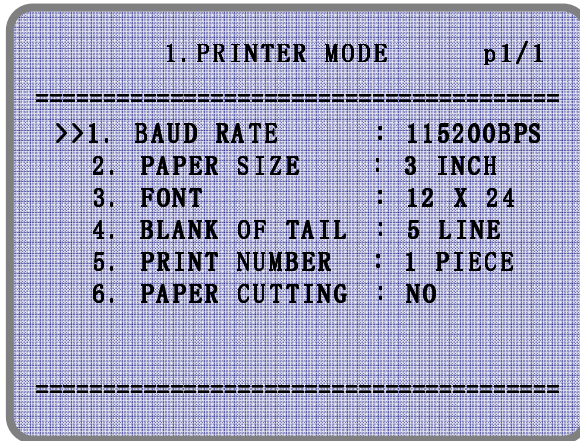 1. PRINTER MODE p1/1
=======================================
>>1. BAUD RATE : 115200BPS
2. PAPER SIZE : 3 INCH
3. FONT : 12 X 24
4. BLANK OF TAIL : 5 LINE
5. PRINT NUMBER : 1 PIECE
6. PAPER CUTTING : NO
=======================================